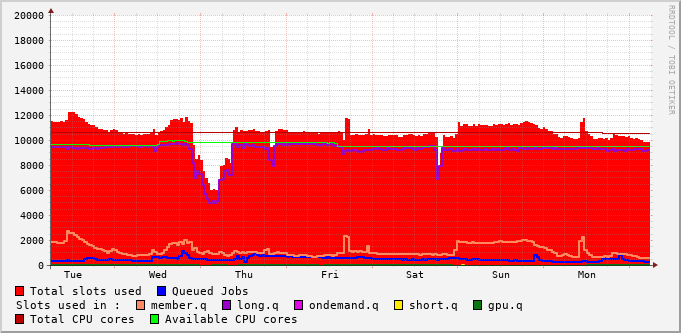 20000
18000
16000
14000
12000
10000
8000
6000
4000
2000
0
Tue Wed Thu Fri Sat Sun Mon
RRDTOOL / TOBI OETIKER
Total slots used Queued Jobs
Slots used in : member.q long.q ondemand.q short.q gpu.q
Total CPU cores Available CPU cores